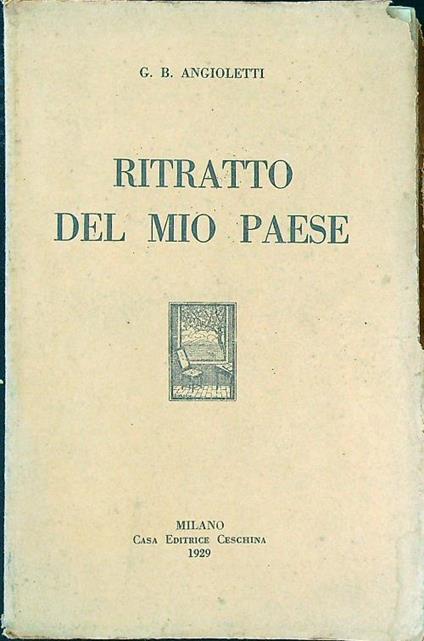 G. B. ANGIOLETTI
RITRATTO
DEL MIO PAESE
MILANO
CASA EDITRICE CESCHINA
1929